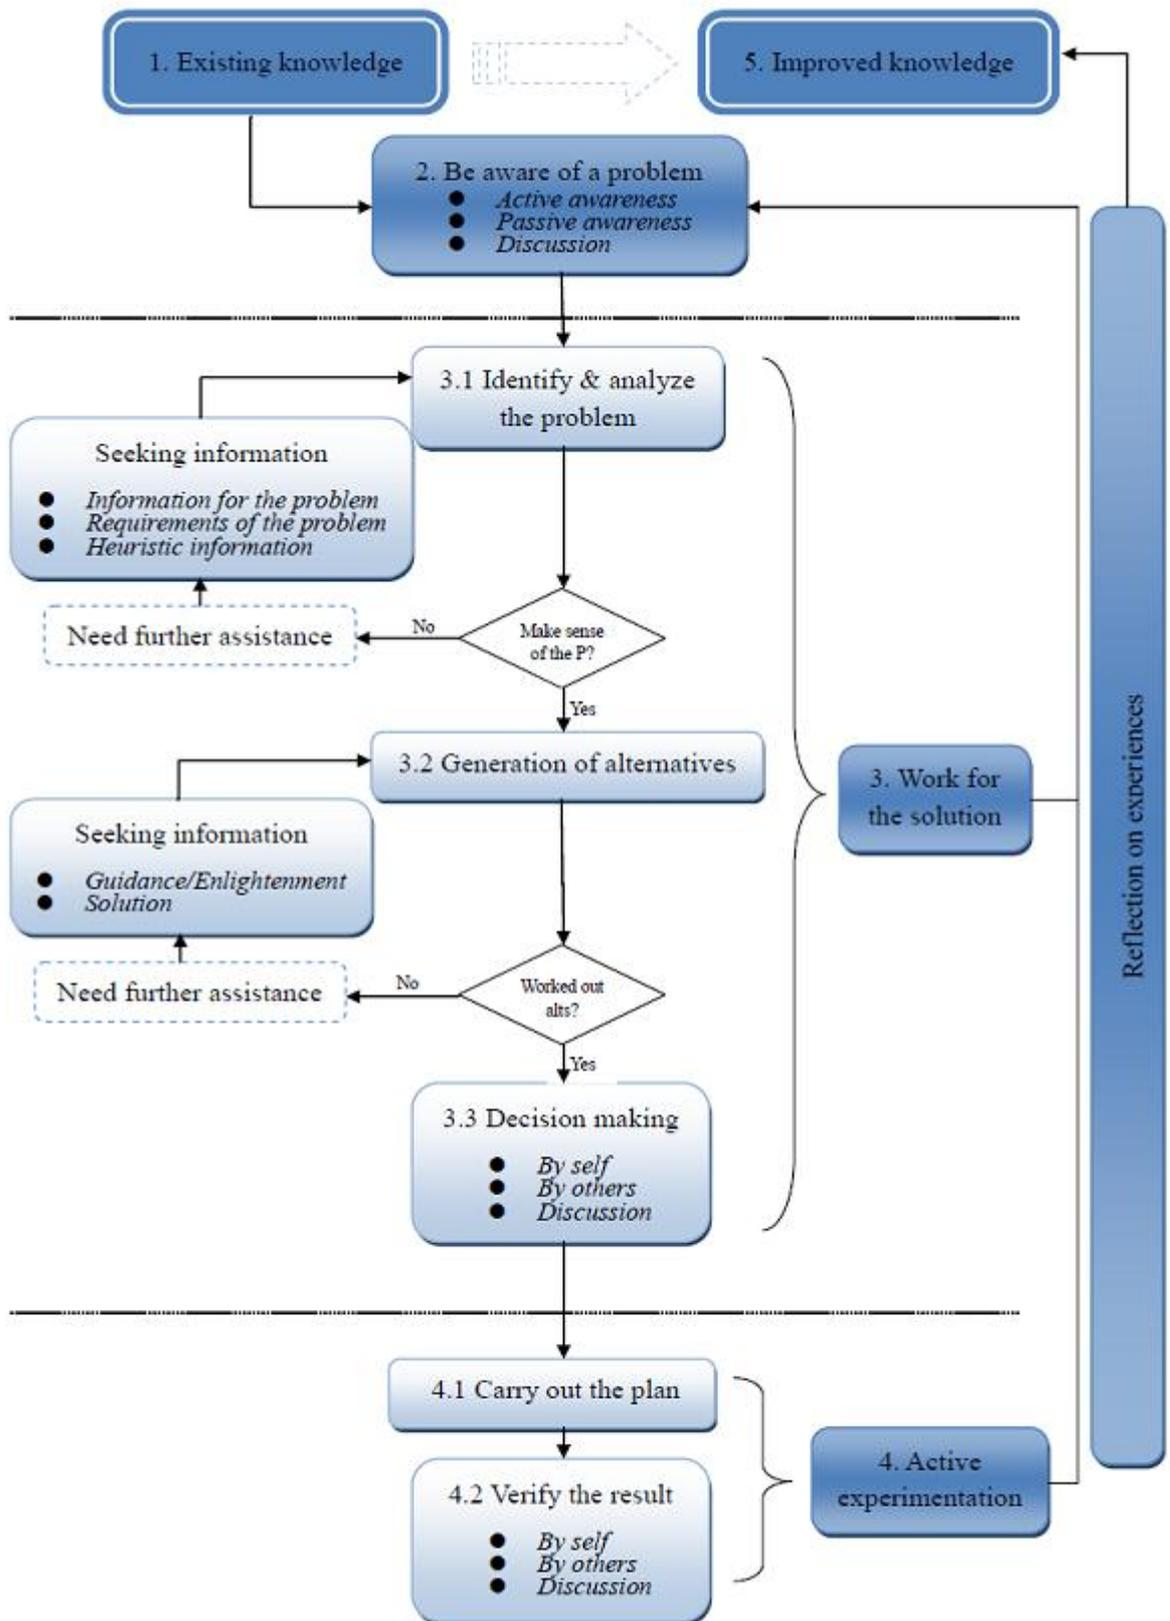 1. Existing knowledge
5. Improved knowledge
2. Be aware of a problem
● Active awareness
● Passive awareness
● Discussion
3.1 Identify & analyze
the problem
Seeking information
● Information for the problem
● Requirements of the problem
● Heuristic information
Need further assistance
No
Make sense
of the P?
Yes
3.2 Generation of alternatives
Seeking information
● Guidance/Enlightenment
● Solution
Need further assistance
No
Worked out
alts?
Yes
3.3 Decision making
● By self
● By others
● Discussion
3. Work for
the solution
Reflection on experiences
4.1 Carry out the plan
4.2 Verify the result
● By self
● By others
● Discussion
4. Active
experimentation